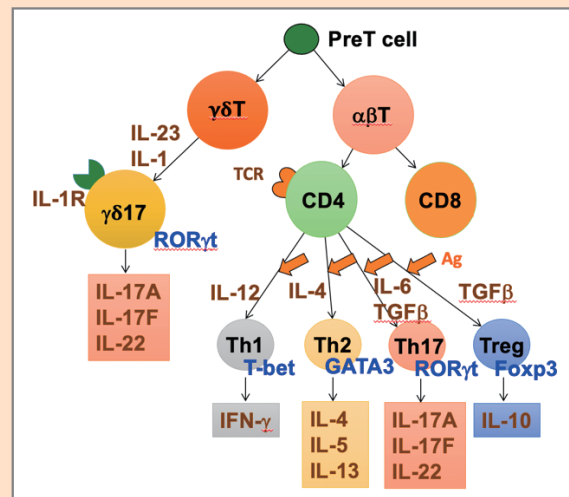 PreT cell
γδT
αβT
IL-23
IL-1
IL-1R
γδ17
RORγt
TCR
CD4
CD8
Ag
IL-17A
IL-17F
IL-22
IL-12
IL-4
IL-6
TGFβ
TGFβ
Th1
T-bet
Th2
GATA3
Th17
RORγt
Treg
Foxp3
IFN-γ
IL-4
IL-5
IL-13
IL-17A
IL-17F
IL-22
IL-10